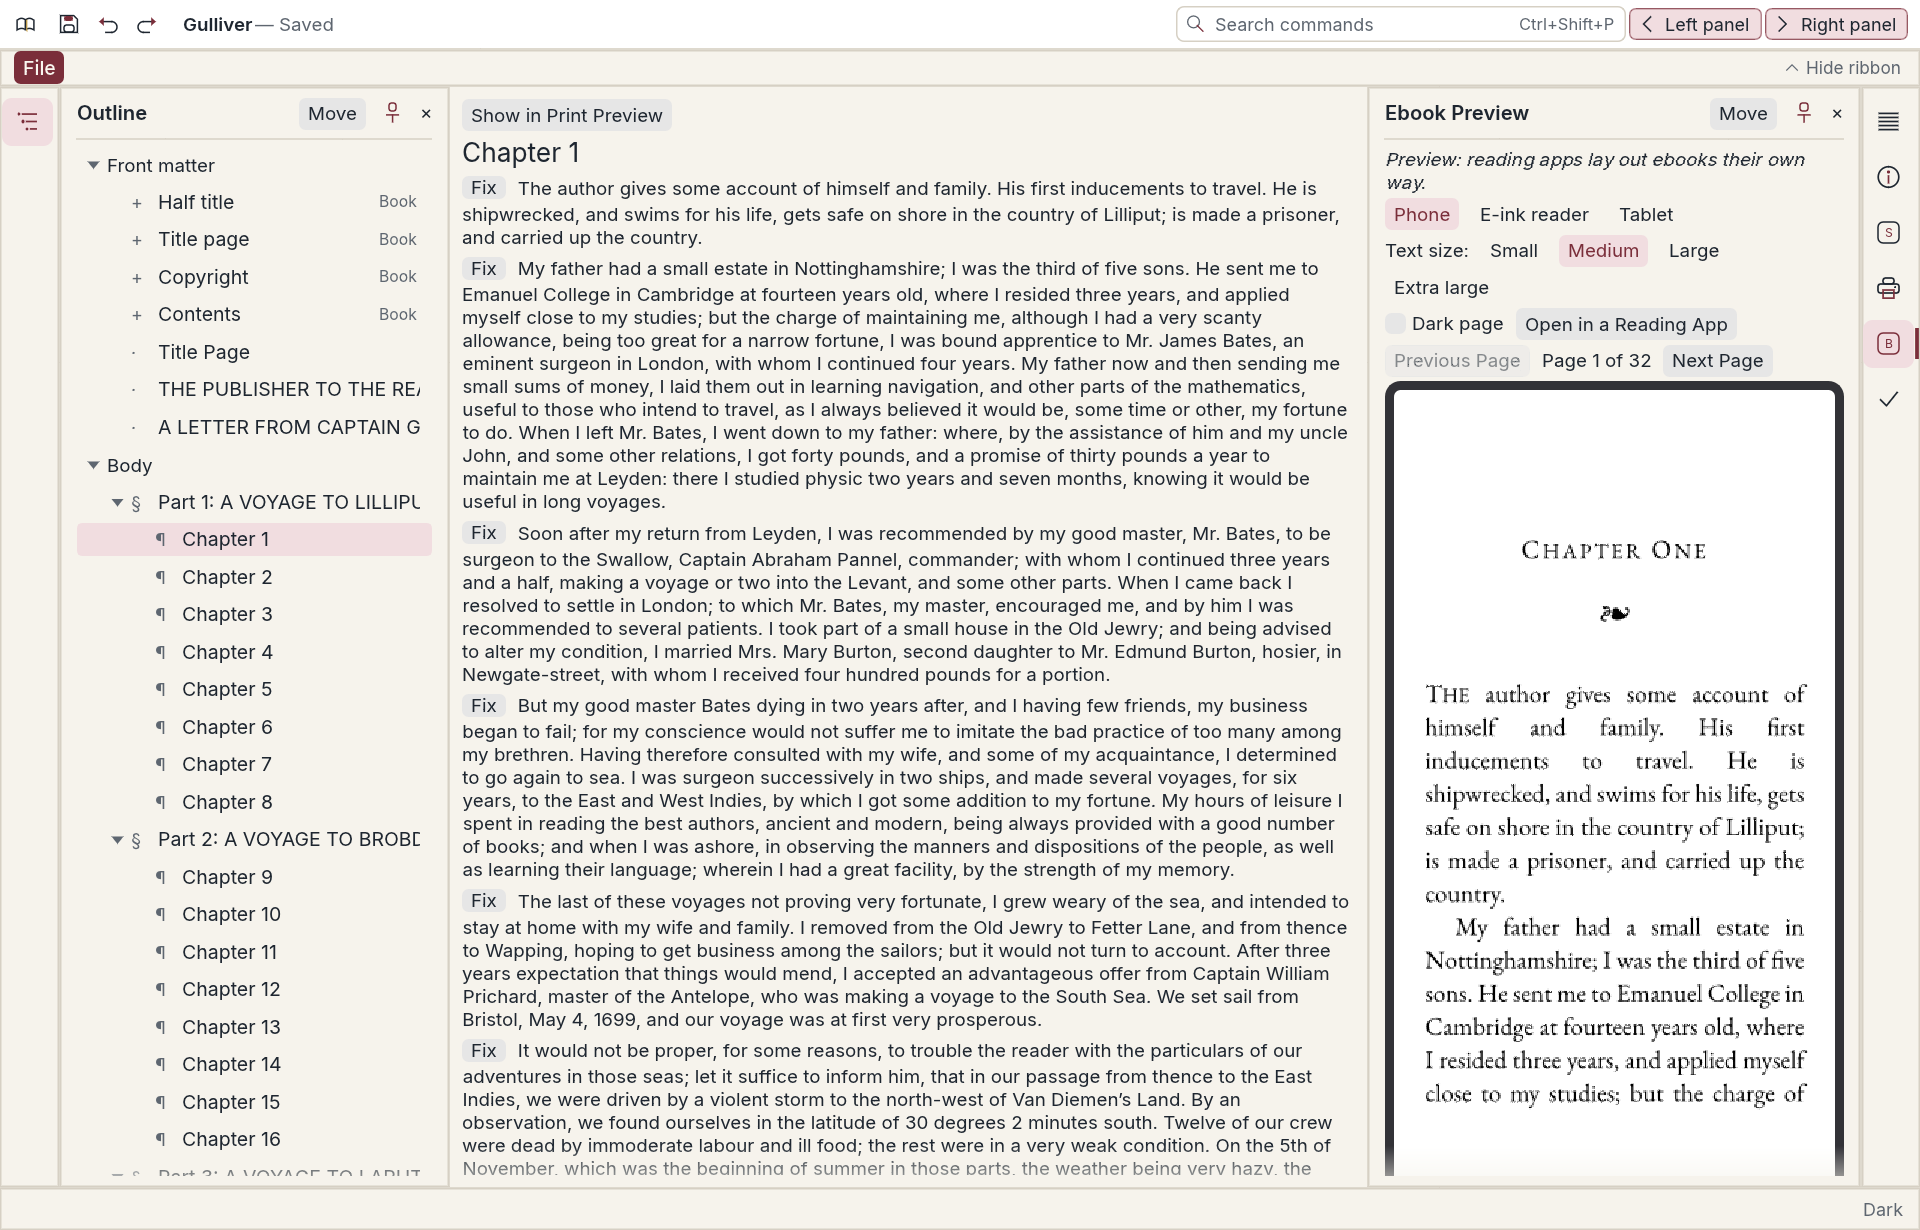 Gulliver — Saved
Search commands Ctrl+Shift+P
Left panel
Right panel
File
Hide ribbon
Outline
Move
×
Front matter
+ Half title Book
+ Title page Book
+ Copyright Book
+ Contents Book
· Title Page
· THE PUBLISHER TO THE REA
· A LETTER FROM CAPTAIN G
Body
§ Part 1: A VOYAGE TO LILLIPU
¶ Chapter 1
¶ Chapter 2
¶ Chapter 3
¶ Chapter 4
¶ Chapter 5
¶ Chapter 6
¶ Chapter 7
¶ Chapter 8
§ Part 2: A VOYAGE TO BROBD
¶ Chapter 9
¶ Chapter 10
¶ Chapter 11
¶ Chapter 12
¶ Chapter 13
¶ Chapter 14
¶ Chapter 15
¶ Chapter 16
§ Part 3: A VOYAGE TO LAPUT
Show in Print Preview
Chapter 1
Fix The author gives some account of himself and family. His first inducements to travel. He is
shipwrecked, and swims for his life, gets safe on shore in the country of Lilliput; is made a prisoner,
and carried up the country.
Fix My father had a small estate in Nottinghamshire; I was the third of five sons. He sent me to
Emanuel College in Cambridge at fourteen years old, where I resided three years, and applied
myself close to my studies; but the charge of maintaining me, although I had a very scanty
allowance, being too great for a narrow fortune, I was bound apprentice to Mr. James Bates, an
eminent surgeon in London, with whom I continued four years. My father now and then sending me
small sums of money, I laid them out in learning navigation, and other parts of the mathematics,
useful to those who intend to travel, as I always believed it would be, some time or other, my fortune
to do. When I left Mr. Bates, I went down to my father: where, by the assistance of him and my uncle
John, and some other relations, I got forty pounds, and a promise of thirty pounds a year to
maintain me at Leyden: there I studied physic two years and seven months, knowing it would be
useful in long voyages.
Fix Soon after my return from Leyden, I was recommended by my good master, Mr. Bates, to be
surgeon to the Swallow, Captain Abraham Pannel, commander; with whom I continued three years
and a half, making a voyage or two into the Levant, and some other parts. When I came back I
resolved to settle in London; to which Mr. Bates, my master, encouraged me, and by him I was
recommended to several patients. I took part of a small house in the Old Jewry; and being advised
to alter my condition, I married Mrs. Mary Burton, second daughter to Mr. Edmund Burton, hosier, in
Newgate-street, with whom I received four hundred pounds for a portion.
Fix But my good master Bates dying in two years after, and I having few friends, my business
began to fail; for my conscience would not suffer me to imitate the bad practice of too many among
my brethren. Having therefore consulted with my wife, and some of my acquaintance, I determined
to go again to sea. I was surgeon successively in two ships, and made several voyages, for six
years, to the East and West Indies, by which I got some addition to my fortune. My hours of leisure I
spent in reading the best authors, ancient and modern, being always provided with a good number
of books; and when I was ashore, in observing the manners and dispositions of the people, as well
as learning their language; wherein I had a great facility, by the strength of my memory.
Fix The last of these voyages not proving very fortunate, I grew weary of the sea, and intended to
stay at home with my wife and family. I removed from the Old Jewry to Fetter Lane, and from thence
to Wapping, hoping to get business among the sailors; but it would not turn to account. After three
years expectation that things would mend, I accepted an advantageous offer from Captain William
Prichard, master of the Antelope, who was making a voyage to the South Sea. We set sail from
Bristol, May 4, 1699, and our voyage was at first very prosperous.
Fix It would not be proper, for some reasons, to trouble the reader with the particulars of our
adventures in those seas; let it suffice to inform him, that in our passage from thence to the East
Indies, we were driven by a violent storm to the north-west of Van Diemen’s Land. By an
observation, we found ourselves in the latitude of 30 degrees 2 minutes south. Twelve of our crew
were dead by immoderate labour and ill food; the rest were in a very weak condition. On the 5th of
November, which was the beginning of summer in those parts, the weather being very hazy, the
Ebook Preview
Move
×
Preview: reading apps lay out ebooks their own
way.
Phone E-ink reader Tablet
Text size: Small Medium Large
Extra large
Dark page Open in a Reading App
Previous Page Page 1 of 32 Next Page
CHAPTER ONE
THE author gives some account of
himself and family. His first
inducements to travel. He is
shipwrecked, and swims for his life, gets
safe on shore in the country of Lilliput;
is made a prisoner, and carried up the
country.
My father had a small estate in
Nottinghamshire; I was the third of five
sons. He sent me to Emanuel College in
Cambridge at fourteen years old, where
I resided three years, and applied myself
close to my studies; but the charge of
S
B
Dark